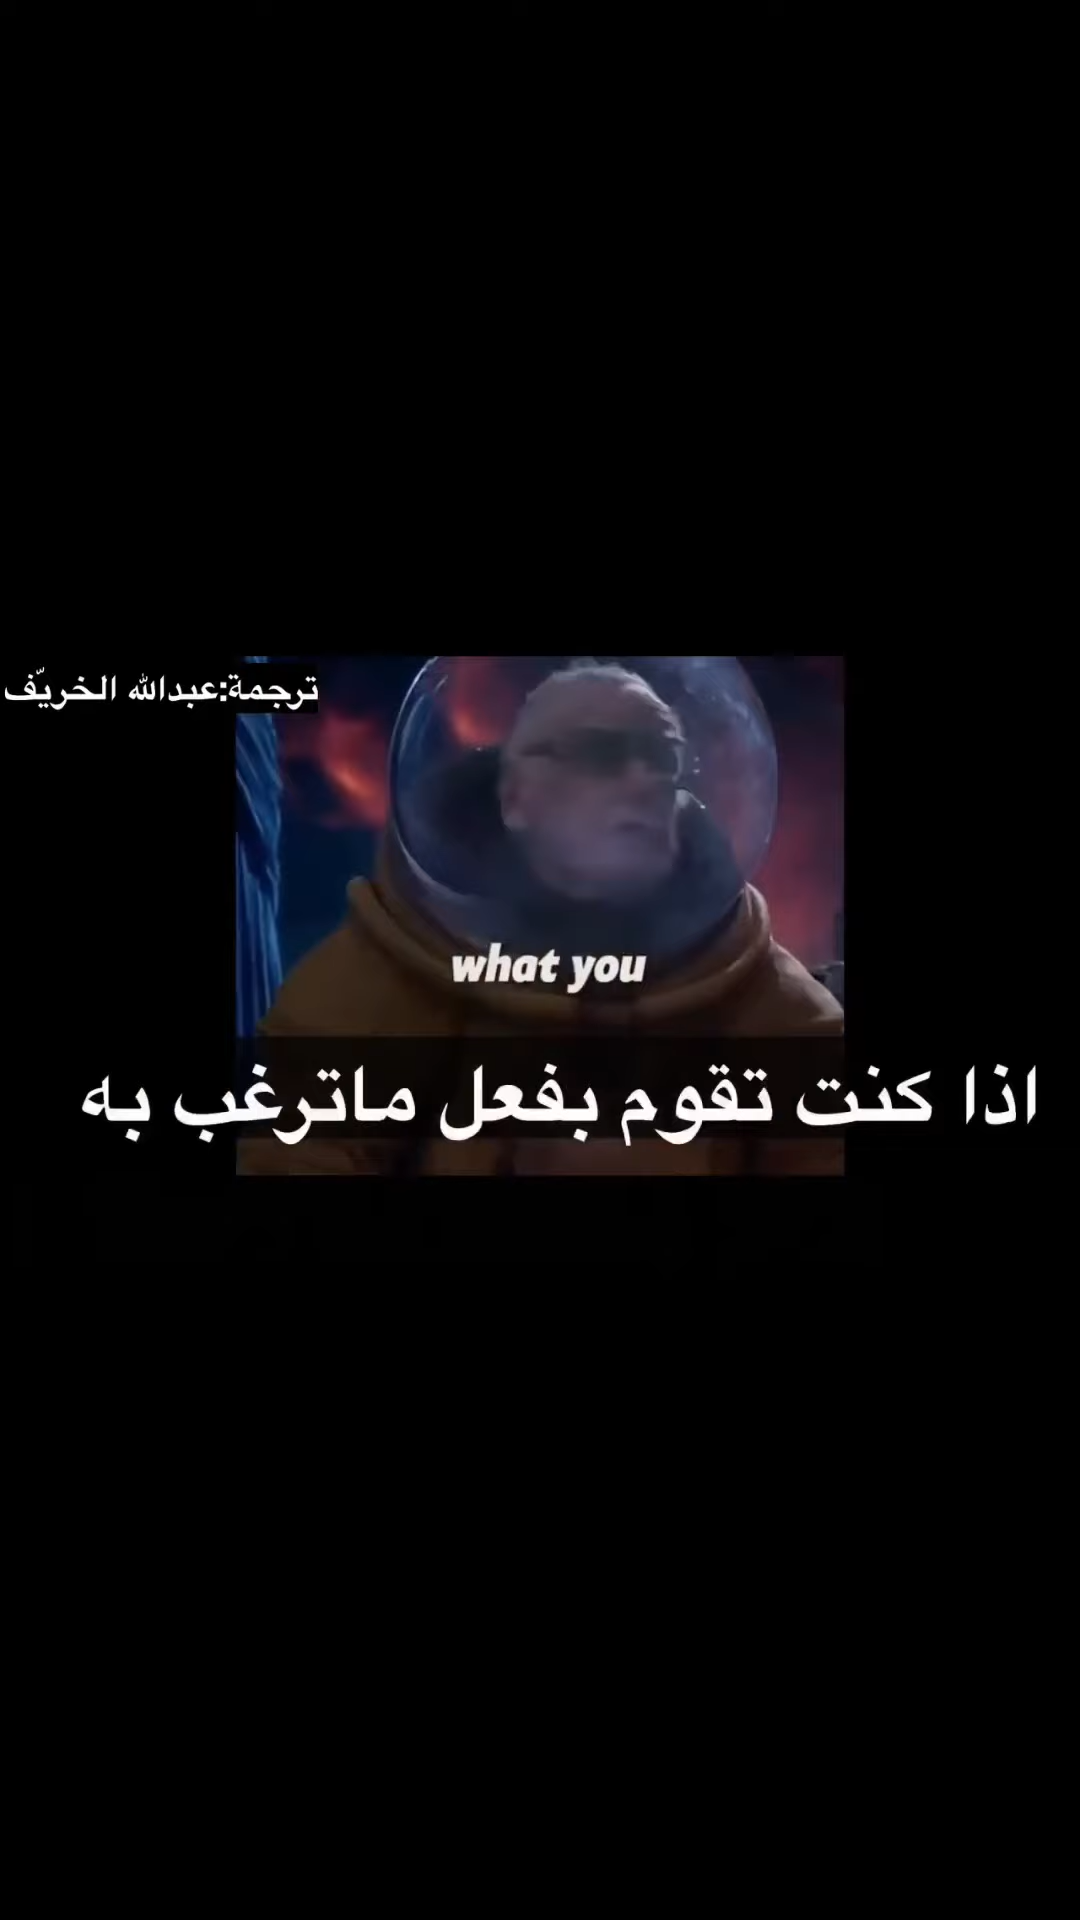 ترجمة:عبدالله الخريّف
what you
اذا كنت تقوم بفعل ماترغب به